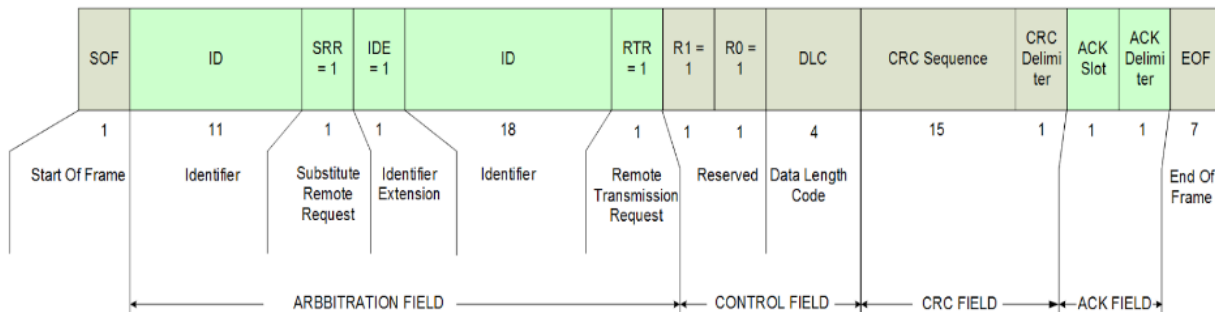 SOF
ID
SRR
= 1
IDE
= 1
ID
RTR
= 1
R1 =
1
R0 =
1
DLC
CRC Sequence
CRC
Delimi
ter
ACK
Slot
ACK
Delimi
ter
EOF
1
11
1
1
18
1
1
1
4
15
1
1
1
7
Start Of Frame
Identifier
Substitute
Remote
Request
Identifier
Extension
Identifier
Remote
Transmission
Request
Reserved
Data Length
Code
End Of
Frame
ARBBITRATION FIELD
CONTROL FIELD
CRC FIELD
ACK FIELD